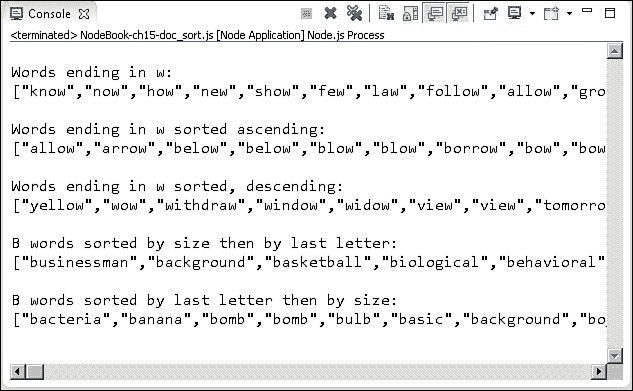 Console
<terminated> NodeBook-ch15-doc_sort.js [Node Application] Node.js Process
Words ending in w:
["know","now","how","new","show","few","law","follow","allow","gro
Words ending in w sorted ascending:
["allow","arrow","below","below","blow","blow","borrow","bow","bow
Words ending in w sorted, descending:
["yellow","wow","withdraw","window","widow","view","view","tomorro
B words sorted by size then by last letter:
["businessman","background","basketball","biological","behavioral"
B words sorted by last letter then by size:
["bacteria","banana","bomb","bomb","bulb","basic","background","bo